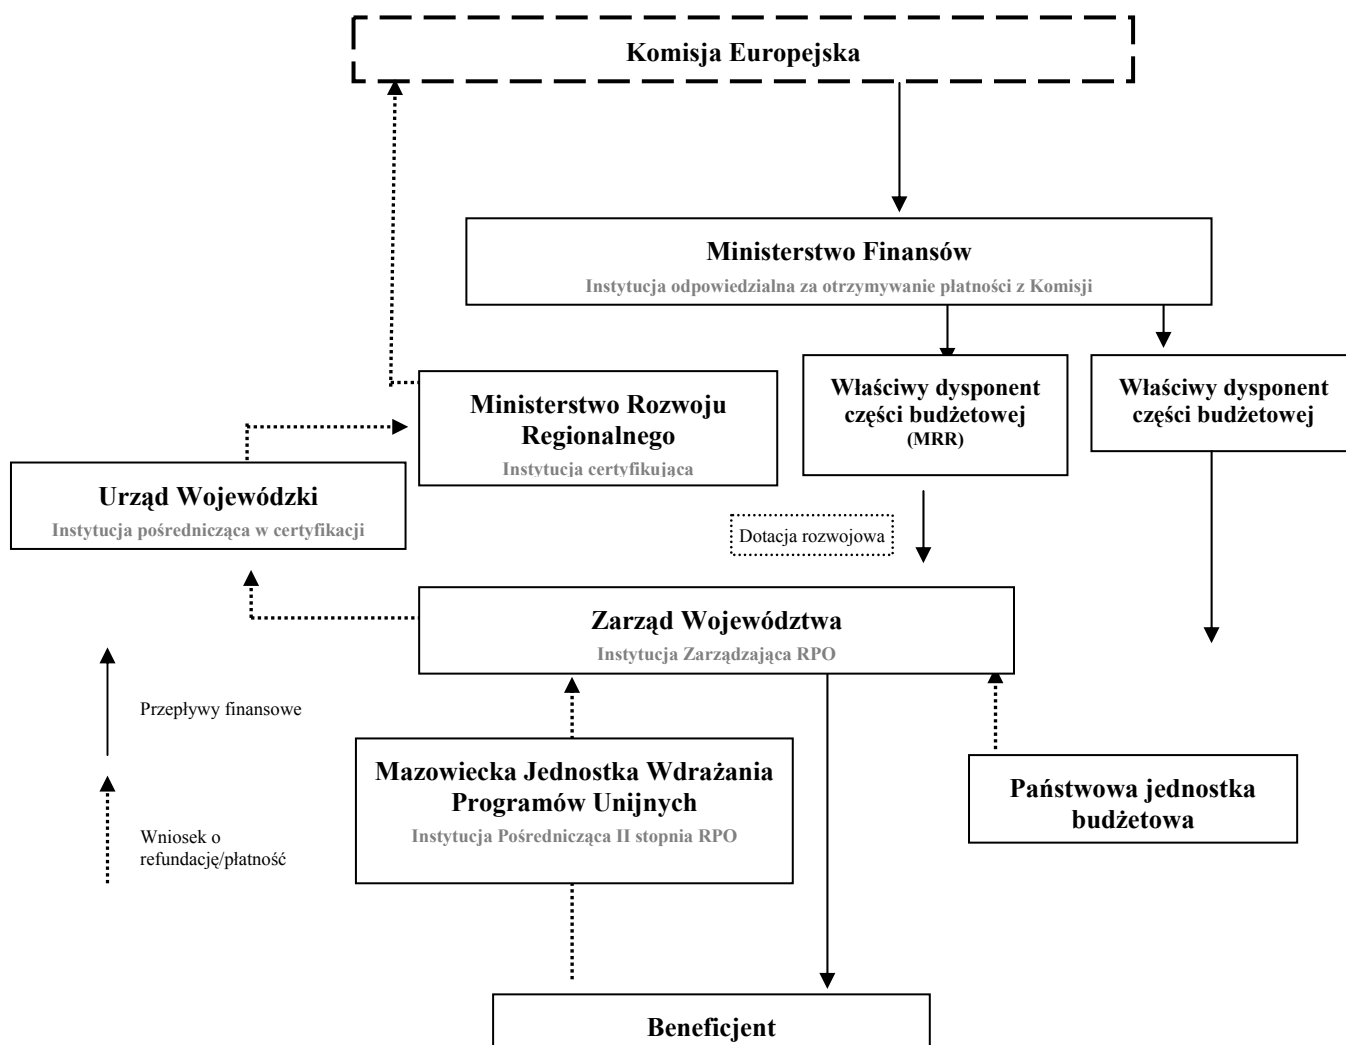 Komisja Europejska
Ministerstwo Finansów
Instytucja odpowiedzialna za otrzymywanie płatności z Komisji
Właściwy dysponent
części budżetowej
(MRR)
Właściwy dysponent
części budżetowej
Ministerstwo Rozwoju
Regionalnego
Instytucja certyfikująca
Urząd Wojewódzki
Instytucja pośrednicząca w certyfikacji
Dotacja rozwojowa
Zarząd Województwa
Instytucja Zarządzająca RPO
Przepływy finansowe
Mazowiecka Jednostka Wdrażania
Programów Unijnych
Instytucja Pośrednicząca II stopnia RPO
Państwowa jednostka
budżetowa
Wniosek o
refundację/płatność
Beneficjent